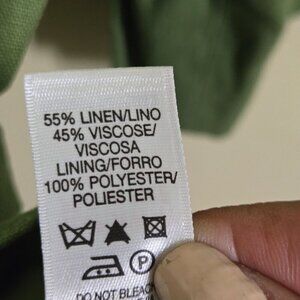 55% LINEN/LINO
45% VISCOSE/
VISCOSA
LINING/FORRO
100% POLYESTER/
POLIESTER
P
DO NOT BLEACH